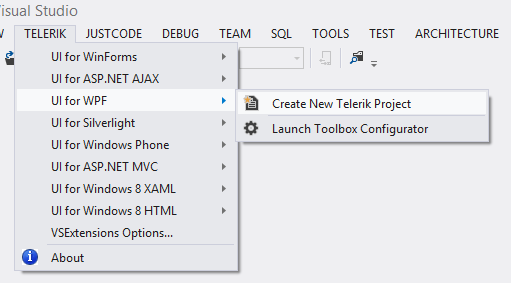 Visual Studio
TELERIK JUSTCODE DEBUG TEAM SQL TOOLS TEST ARCHITECTURE
UI for WinForms
UI for ASP.NET AJAX
UI for WPF
Create New Telerik Project
UI for Silverlight
Launch Toolbox Configurator
UI for Windows Phone
UI for ASP.NET MVC
UI for Windows 8 XAML
UI for Windows 8 HTML
VSExtensions Options...
About